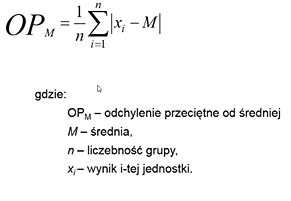 OP_M = \frac{1}{n} \sum_{i=1}^{n} |x_i - M|
gdzie:
OP_M – odchylenie przeciętne od średniej
M – średnia,
n – liczebność grupy,
x_i – wynik i-tej jednostki.